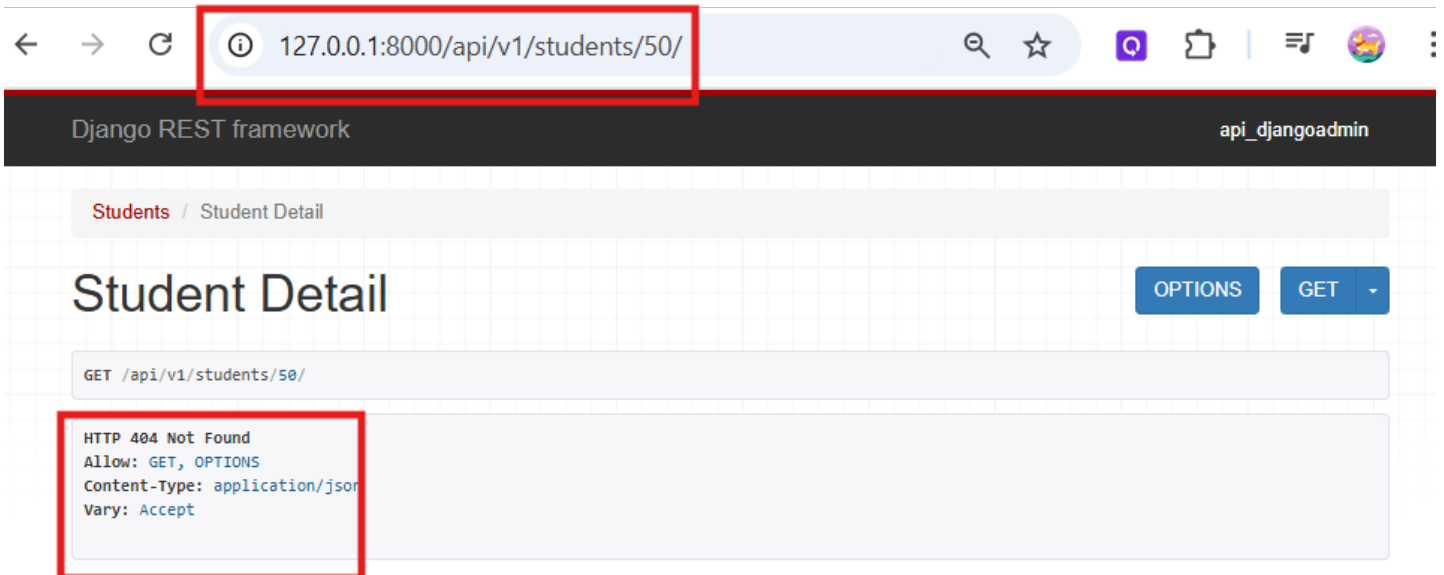 127.0.0.1:8000/api/v1/students/50/
Django REST framework
api_djangoadmin
Students / Student Detail
Student Detail
OPTIONS
GET
GET /api/v1/students/50/
HTTP 404 Not Found
Allow: GET, OPTIONS
Content-Type: application/json
Vary: Accept